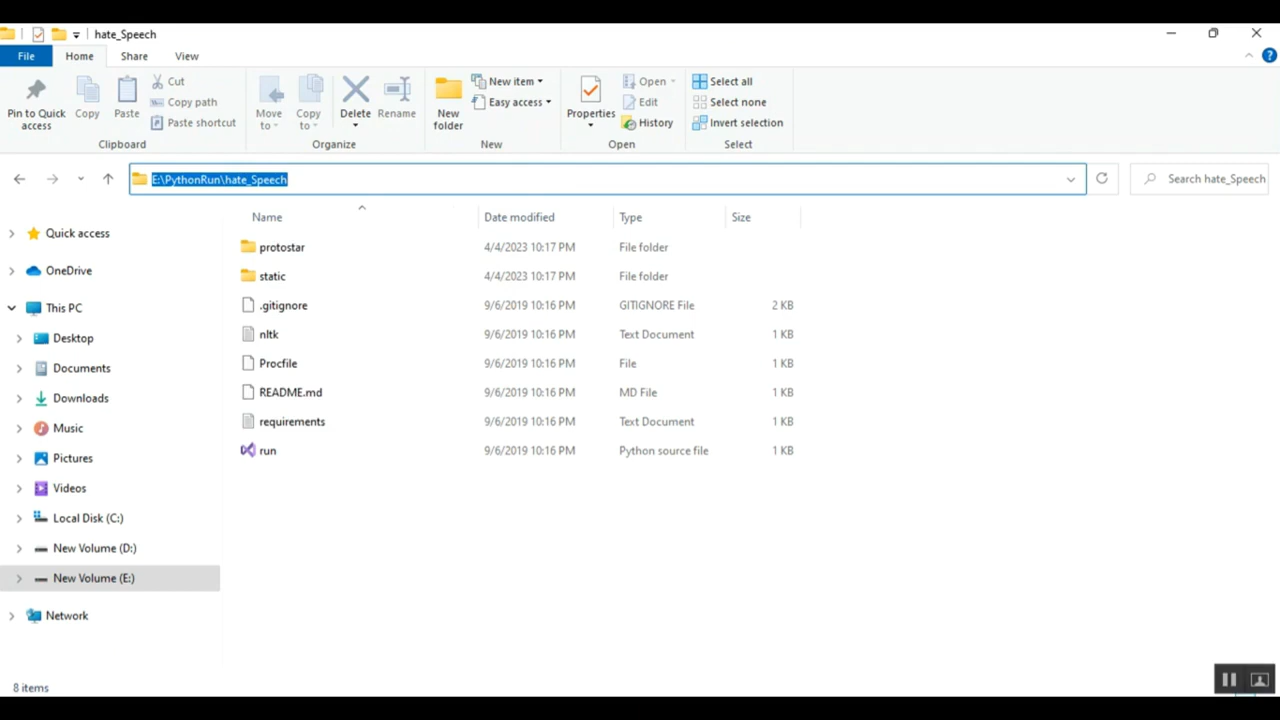 hate_Speech
File Home Share View
Pin to Quick access
Copy
Paste
Cut
Copy path
Paste shortcut
Clipboard
Move to
Copy to
Delete
Rename
Organize
New folder
New item
Easy access
New
Properties
Open
Edit
History
Open
Select all
Select none
Invert selection
Select
E:\PythonRun\hate_Speech
Search hate_Speech
Quick access
OneDrive
This PC
Desktop
Documents
Downloads
Music
Pictures
Videos
Local Disk (C:)
New Volume (D:)
New Volume (E:)
Network
Name Date modified Type Size
protostar 4/4/2023 10:17 PM File folder
static 4/4/2023 10:17 PM File folder
.gitignore 9/6/2019 10:16 PM GITIGNORE File 2 KB
nltk 9/6/2019 10:16 PM Text Document 1 KB
Procfile 9/6/2019 10:16 PM File 1 KB
README.md 9/6/2019 10:16 PM MD File 1 KB
requirements 9/6/2019 10:16 PM Text Document 1 KB
run 9/6/2019 10:16 PM Python source file 1 KB
8 items